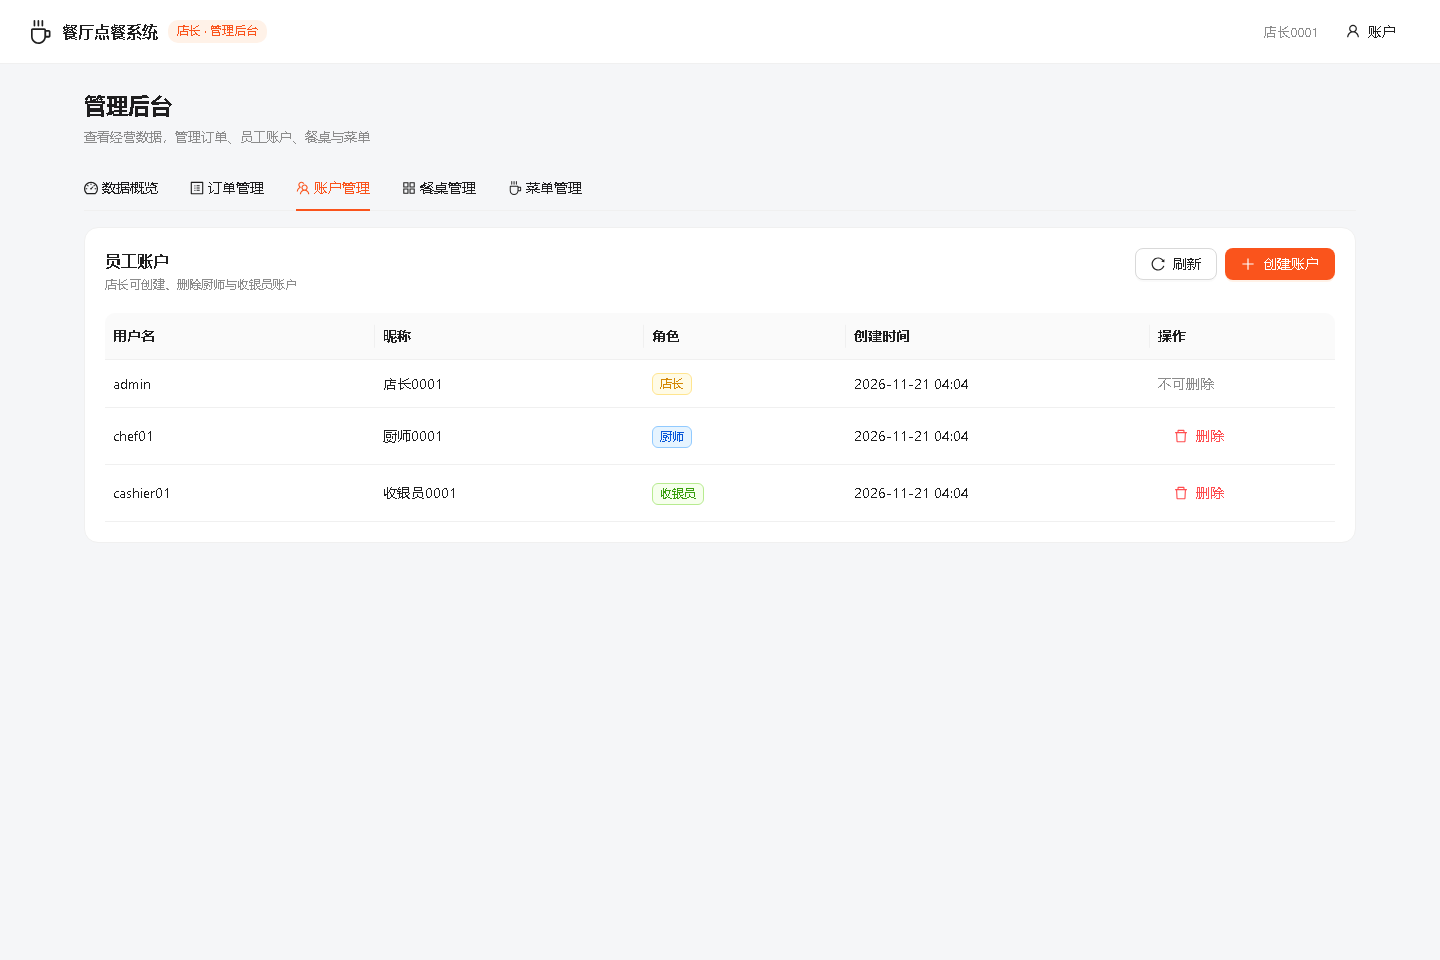 餐厅点餐系统 店长 · 管理后台 店长0001 账户
管理后台
查看经营数据，管理订单、员工账户、餐桌与菜单
数据概览 订单管理 账户管理 餐桌管理 菜单管理
员工账户
店长可创建、删除厨师与收银员账户
刷新 创建账户
用户名 昵称 角色 创建时间 操作
admin 店长0001 店长 2026-11-21 04:04 不可删除
chef01 厨师0001 厨师 2026-11-21 04:04 删除
cashier01 收银员0001 收银员 2026-11-21 04:04 删除